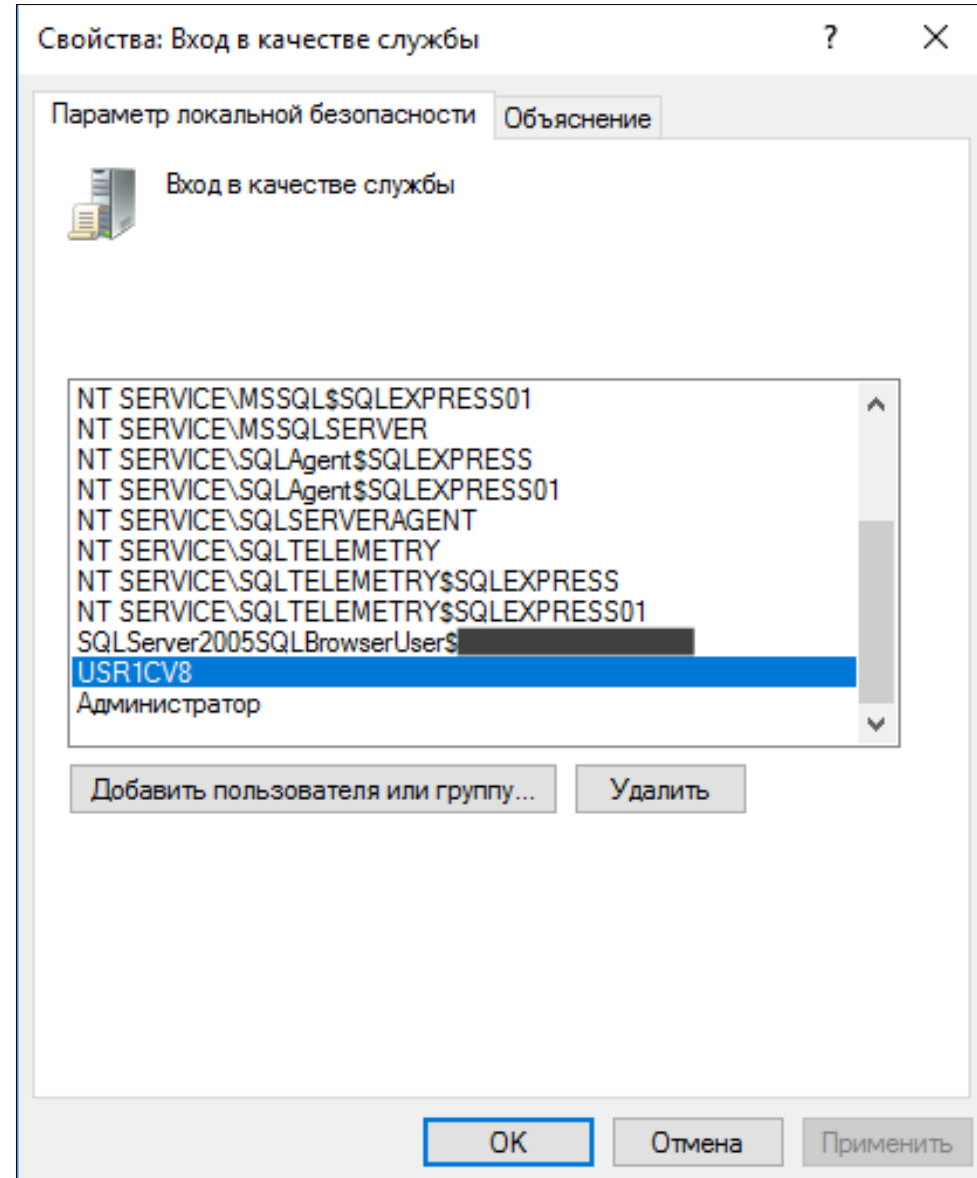 Свойства: Вход в качестве службы
Параметр локальной безопасности
Объяснение
Вход в качестве службы
NT SERVICE\MSSQL$SQLEXPRESS01
NT SERVICE\MSSQLSERVER
NT SERVICE\SQLAgent$SQLEXPRESS
NT SERVICE\SQLAgent$SQLEXPRESS01
NT SERVICE\SQLSERVERAGENT
NT SERVICE\SQLTELEMETRY
NT SERVICE\SQLTELEMETRY$SQLEXPRESS
NT SERVICE\SQLTELEMETRY$SQLEXPRESS01
SQLServer2005SQLBrowserUser$
USR1CV8
Администратор
Добавить пользователя или группу...
Удалить
OK
Отмена
Применить